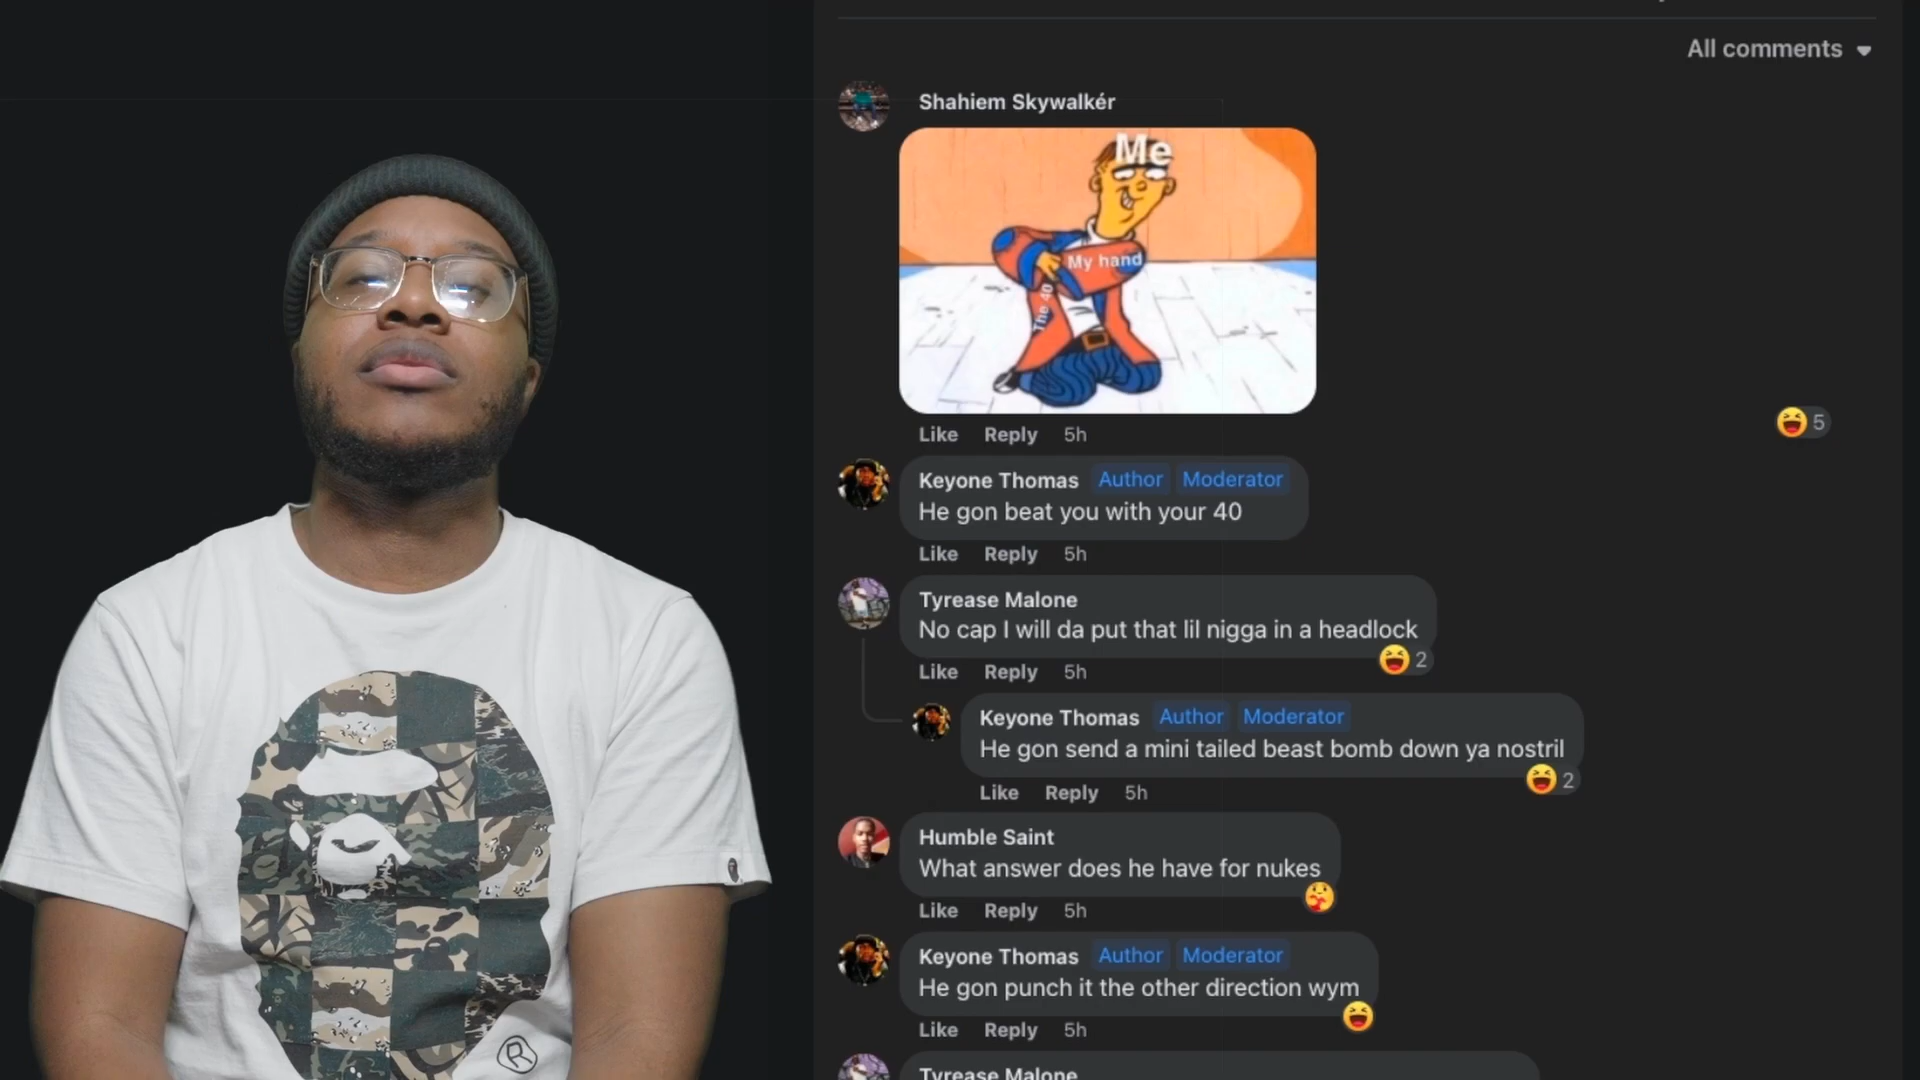 All comments
Shahiem Skywalkér
Me
My hand
The 40
Like Reply 5h
5
Keyone Thomas Author Moderator
He gon beat you with your 40
Like Reply 5h
Tyrease Malone
No cap I will da put that lil nigga in a headlock
2
Like Reply 5h
Keyone Thomas Author Moderator
He gon send a mini tailed beast bomb down ya nostril
2
Like Reply 5h
Humble Saint
What answer does he have for nukes
Like Reply 5h
Keyone Thomas Author Moderator
He gon punch it the other direction wym
Like Reply 5h
Tyrease Malone
R